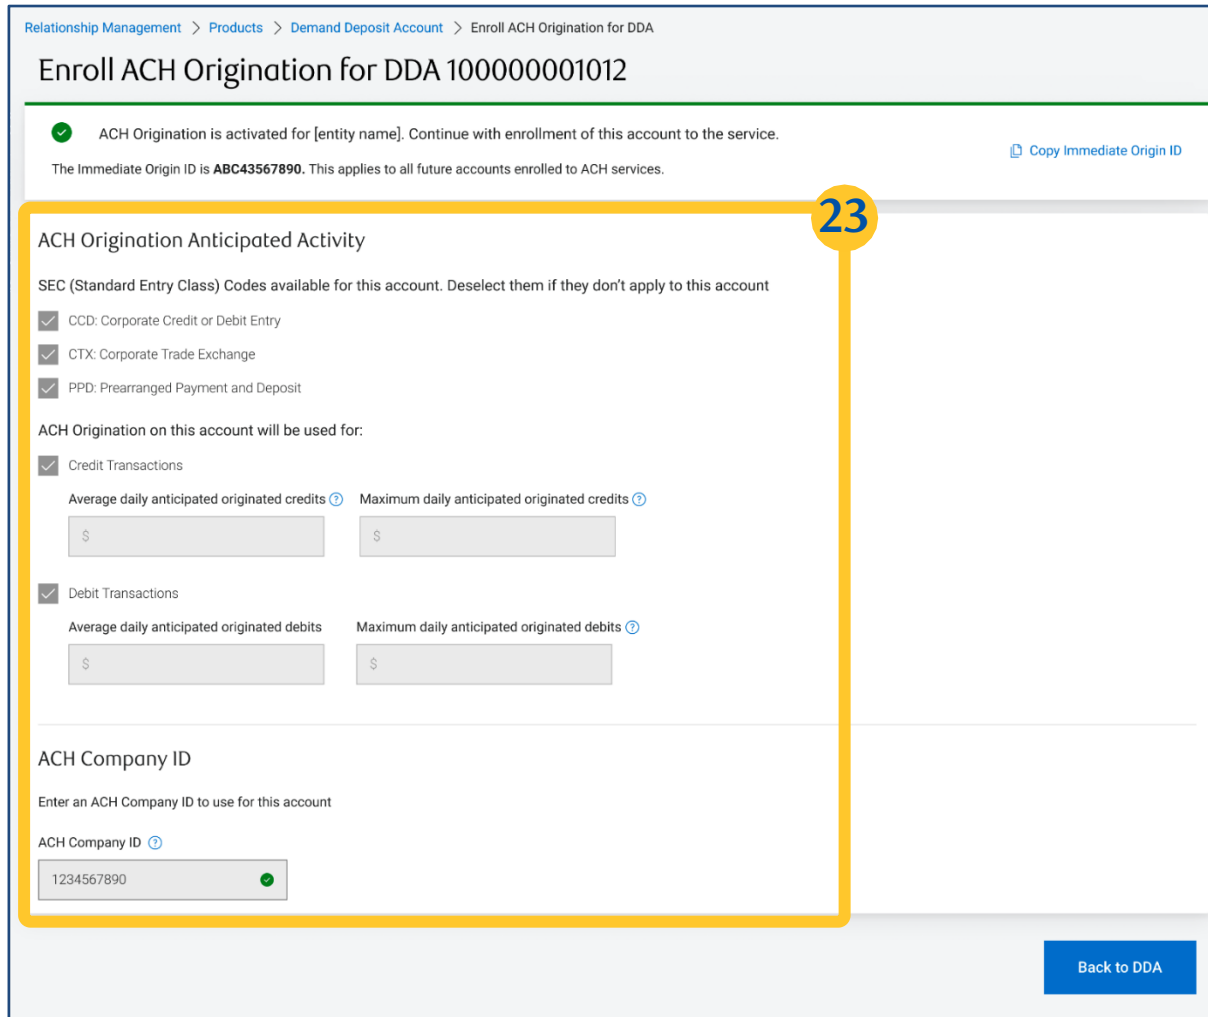 Relationship Management > Products > Demand Deposit Account > Enroll ACH Origination for DDA
Enroll ACH Origination for DDA 100000001012
ACH Origination is activated for [entity name]. Continue with enrollment of this account to the service.
Copy Immediate Origin ID
The Immediate Origin ID is ABC43567890. This applies to all future accounts enrolled to ACH services.
23
ACH Origination Anticipated Activity
SEC (Standard Entry Class) Codes available for this account. Deselect them if they don't apply to this account
CCD: Corporate Credit or Debit Entry
CTX: Corporate Trade Exchange
PPD: Prearranged Payment and Deposit
ACH Origination on this account will be used for:
Credit Transactions
Average daily anticipated originated credits ? Maximum daily anticipated originated credits ?
$ $
Debit Transactions
Average daily anticipated originated debits Maximum daily anticipated originated debits ?
$ $
ACH Company ID
Enter an ACH Company ID to use for this account
ACH Company ID ?
1234567890
Back to DDA